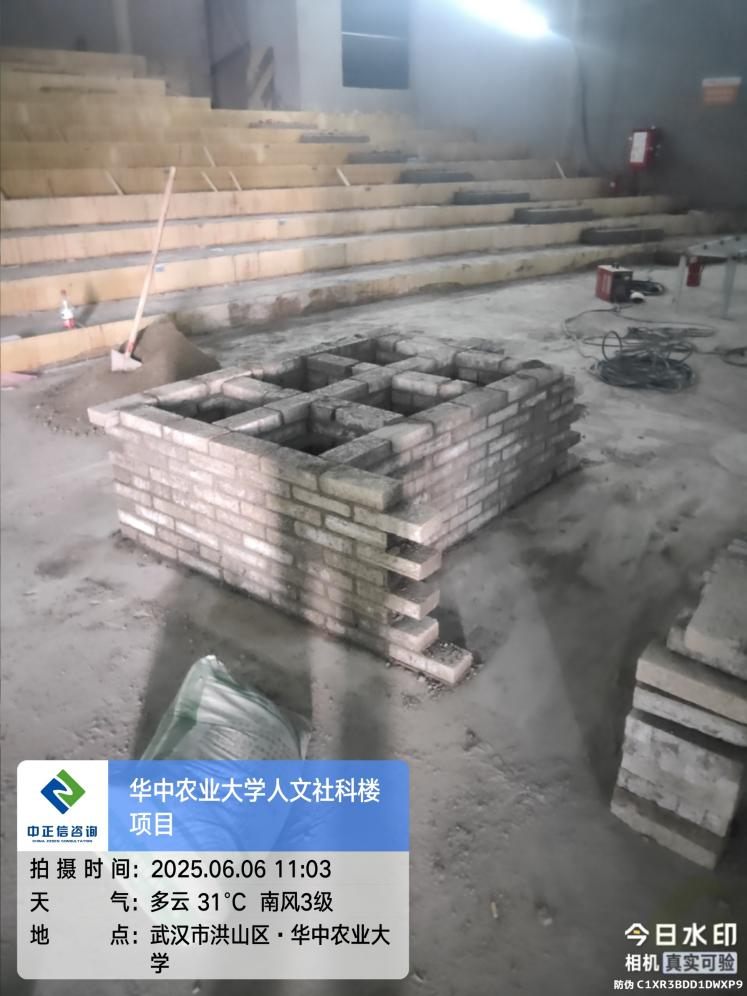 中正信咨询
CHINA ZESEN CONSULTATION
华中农业大学人文社科楼
项目
拍摄时间：2025.06.06 11:03
天气：多云 31℃ 南风3级
地点：武汉市洪山区·华中农业大
学
今日水印
相机 真实可验
防伪 C1XR3BDD1DWXP9